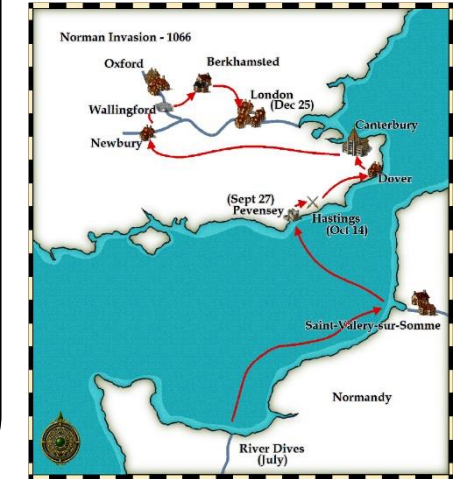 Norman Invasion - 1066
Oxford
Berkhamsted
London
(Dec 25)
Wallingford
Newbury
Canterbury
Dover
(Sept 27)
Pevensey
Hastings
(Oct 14)
Saint-Valery-sur-Somme
Normandy
River Dives
(July)